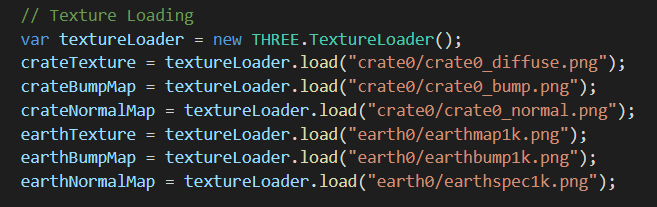 // Texture Loading
var textureLoader = new THREE.TextureLoader();
crateTexture = textureLoader.load("crate0/crate0_diffuse.png");
crateBumpMap = textureLoader.load("crate0/crate0_bump.png");
crateNormalMap = textureLoader.load("crate0/crate0_normal.png");
earthTexture = textureLoader.load("earth0/earthmap1k.png");
earthBumpMap = textureLoader.load("earth0/earthbump1k.png");
earthNormalMap = textureLoader.load("earth0/earthspec1k.png");